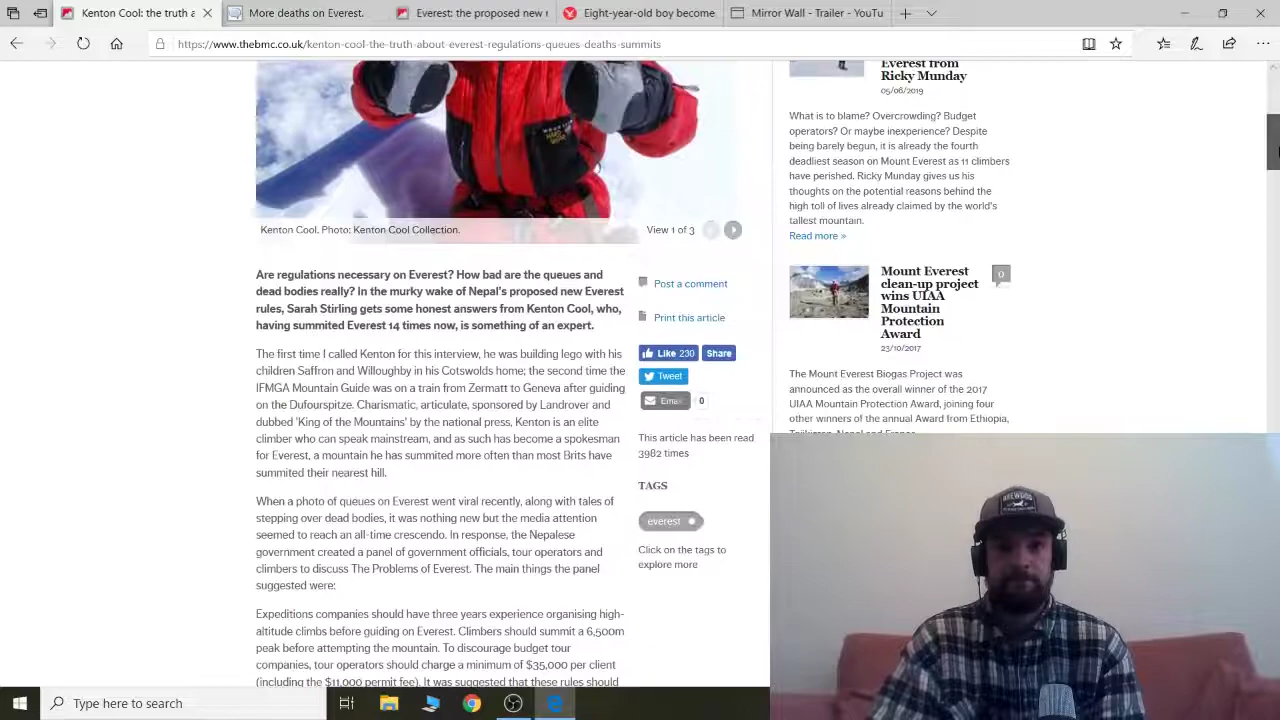 Kenton Cool: the truth a
More deaths on Everest.
Everest: The proposed new r
Eight-year-old boy become
Mirror Wall - Trailer - YouTu
https://www.thebmc.co.uk/kenton-cool-the-truth-about-everest-regulations-queues-deaths-summits
Kenton Cool. Photo: Kenton Cool Collection.
View 1 of 3
Are regulations necessary on Everest? How bad are the queues and
dead bodies really? In the murky wake of Nepal's proposed new Everest
rules, Sarah Stirling gets some honest answers from Kenton Cool, who,
having summited Everest 14 times now, is something of an expert.
The first time I called Kenton for this interview, he was building lego with his
children Saffron and Willoughby in his Cotswolds home; the second time the
IFMGA Mountain Guide was on a train from Zermatt to Geneva after guiding
on the Dufourspitze. Charismatic, articulate, sponsored by Landrover and
dubbed 'King of the Mountains' by the national press, Kenton is an elite
climber who can speak mainstream, and as such has become a spokesman
for Everest, a mountain he has summited more often than most Brits have
summited their nearest hill.
When a photo of queues on Everest went viral recently, along with tales of
stepping over dead bodies, it was nothing new but the media attention
seemed to reach an all-time crescendo. In response, the Nepalese
government created a panel of government officials, tour operators and
climbers to discuss The Problems of Everest. The main things the panel
suggested were:
Expeditions companies should have three years experience organising high-
altitude climbs before guiding on Everest. Climbers should summit a 6,500m
peak before attempting the mountain. To discourage budget tour
companies, tour operators should charge a minimum of $35,000 per client
(including the $11,000 permit fee). It was suggested that these rules should
Post a comment
Print this article
Like 230
Share
Tweet
Email
0
This article has been read
3982 times
TAGS
everest
Click on the tags to
explore more
Everest from
Ricky Munday
05/06/2019
What is to blame? Overcrowding? Budget
operators? Or maybe inexperience? Despite
being barely begun, it is already the fourth
deadliest season on Mount Everest as 11 climbers
have perished. Ricky Munday gives us his
thoughts on the potential reasons behind the
high toll of lives already claimed by the world's
tallest mountain.
Read more »
Mount Everest
clean-up project
wins UIAA
Mountain
Protection
Award
23/10/2017
0
The Mount Everest Biogas Project was
announced as the overall winner of the 2017
UIAA Mountain Protection Award, joining four
other winners of the annual Award from Ethiopia,
BREWDOG
Type here to search